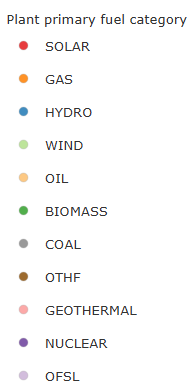 Plant primary fuel category
SOLAR
GAS
HYDRO
WIND
OIL
BIOMASS
COAL
OTHF
GEOTHERMAL
NUCLEAR
OFSL